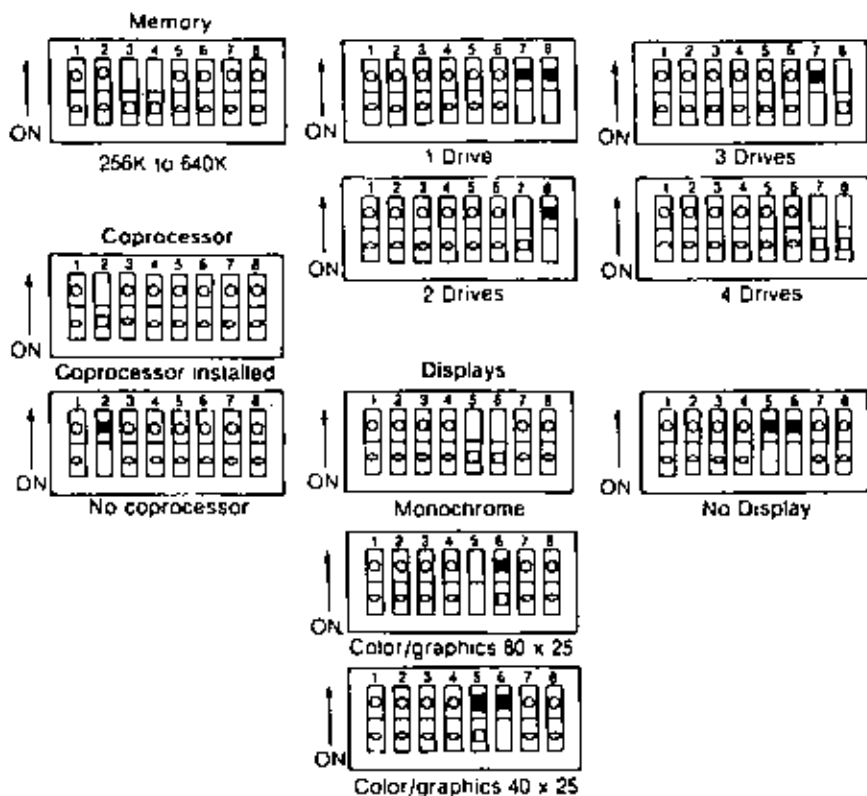 Memory
1 2 3 4 5 6 7 8
ON
256K to 640K
1 2 3 4 5 6 7 8
ON
1 Drive
1 2 3 4 5 6 7 8
ON
3 Drives
1 2 3 4 5 6 7 8
ON
2 Drives
1 2 3 4 5 6 7 8
ON
4 Drives
Coprocessor
1 2 3 4 5 6 7 8
ON
Coprocessor installed
1 2 3 4 5 6 7 8
ON
No coprocessor
Displays
1 2 3 4 5 6 7 8
ON
Monochrome
1 2 3 4 5 6 7 8
ON
No Display
1 2 3 4 5 6 7 8
ON
Color/graphics 80 x 25
1 2 3 4 5 6 7 8
ON
Color/graphics 40 x 25